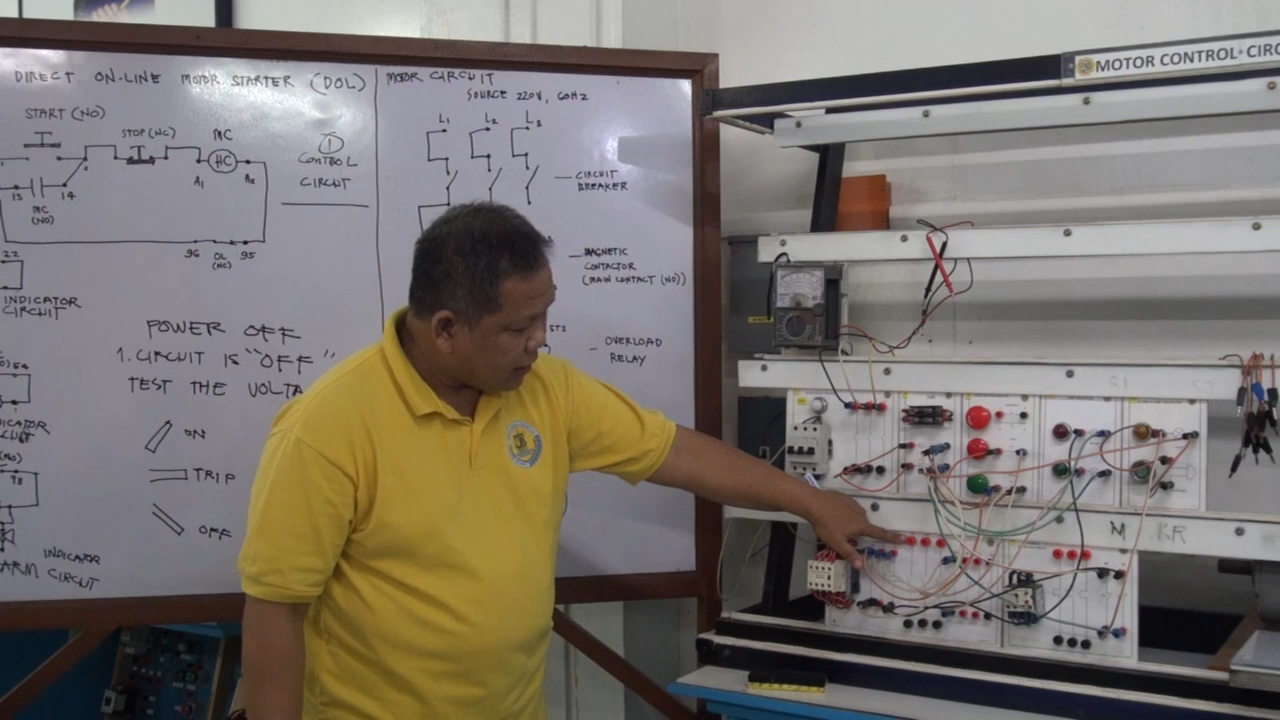 DIRECT ON-LINE MOTOR STARTER (DOL)
START (NO)
STOP (NC)
MC
MC
A1
A2
13
14
MC
(NO)
96
OL
(NC)
95
1
CONTROL
CIRCUIT
22
INDICATOR
CIRCUIT
54
98
INDICATOR
CIRCUIT
POWER OFF
1. CIRCUIT IS "OFF"
TEST THE VOLTA
ON
TRIP
OFF
MOTOR CIRCUIT
SOURCE 220V, 60HZ
L1
L2
L3
CIRCUIT
BREAKER
MAGNETIC
CONTACTOR
(MAIN CONTACT (NO))
OVERLOAD
RELAY
MOTOR CONTROL CIRC
M
KR